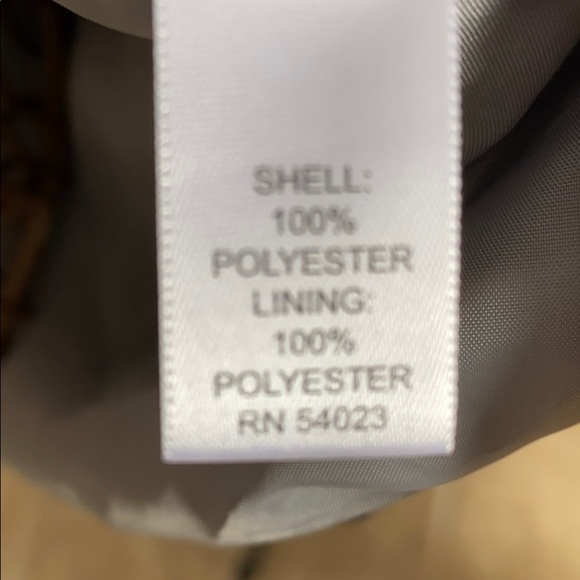 SHELL:
100%
POLYESTER
LINING:
100%
POLYESTER
RN 54023